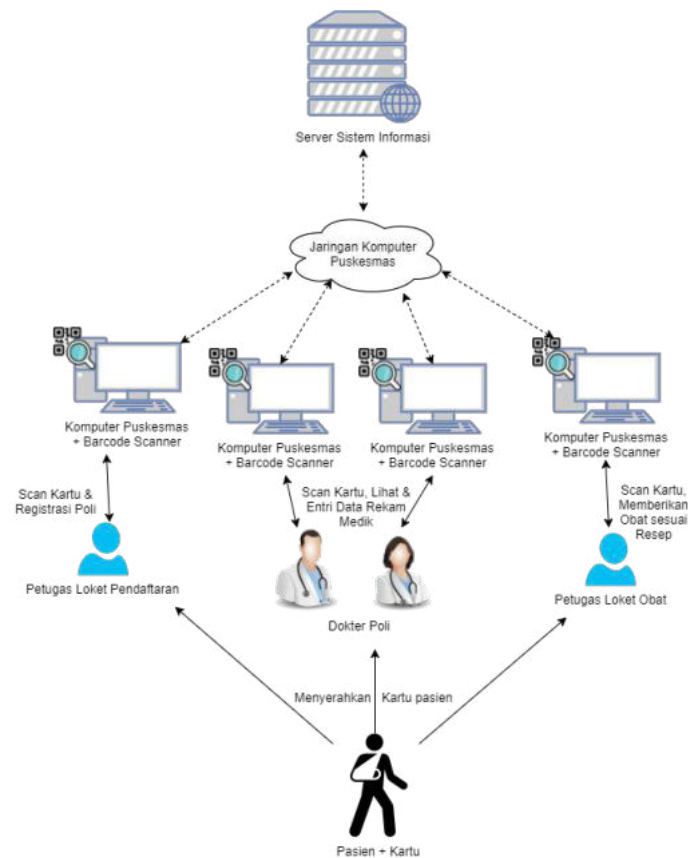 Server Sistem Informasi
Jaringan Komputer
Puskesmas
Komputer Puskesmas
+ Barcode Scanner
Komputer Puskesmas
+ Barcode Scanner
Komputer Puskesmas
+ Barcode Scanner
Komputer Puskesmas
+ Barcode Scanner
Scan Kartu &
Registrasi Poli
Scan Kartu, Lihat &
Entri Data Rekam
Medik
Scan Kartu,
Memberikan
Obat sesuai
Resep
Petugas Loket Pendaftaran
Dokter Poli
Petugas Loket Obat
Menyerahkan Kartu pasien
Pasien + Kartu